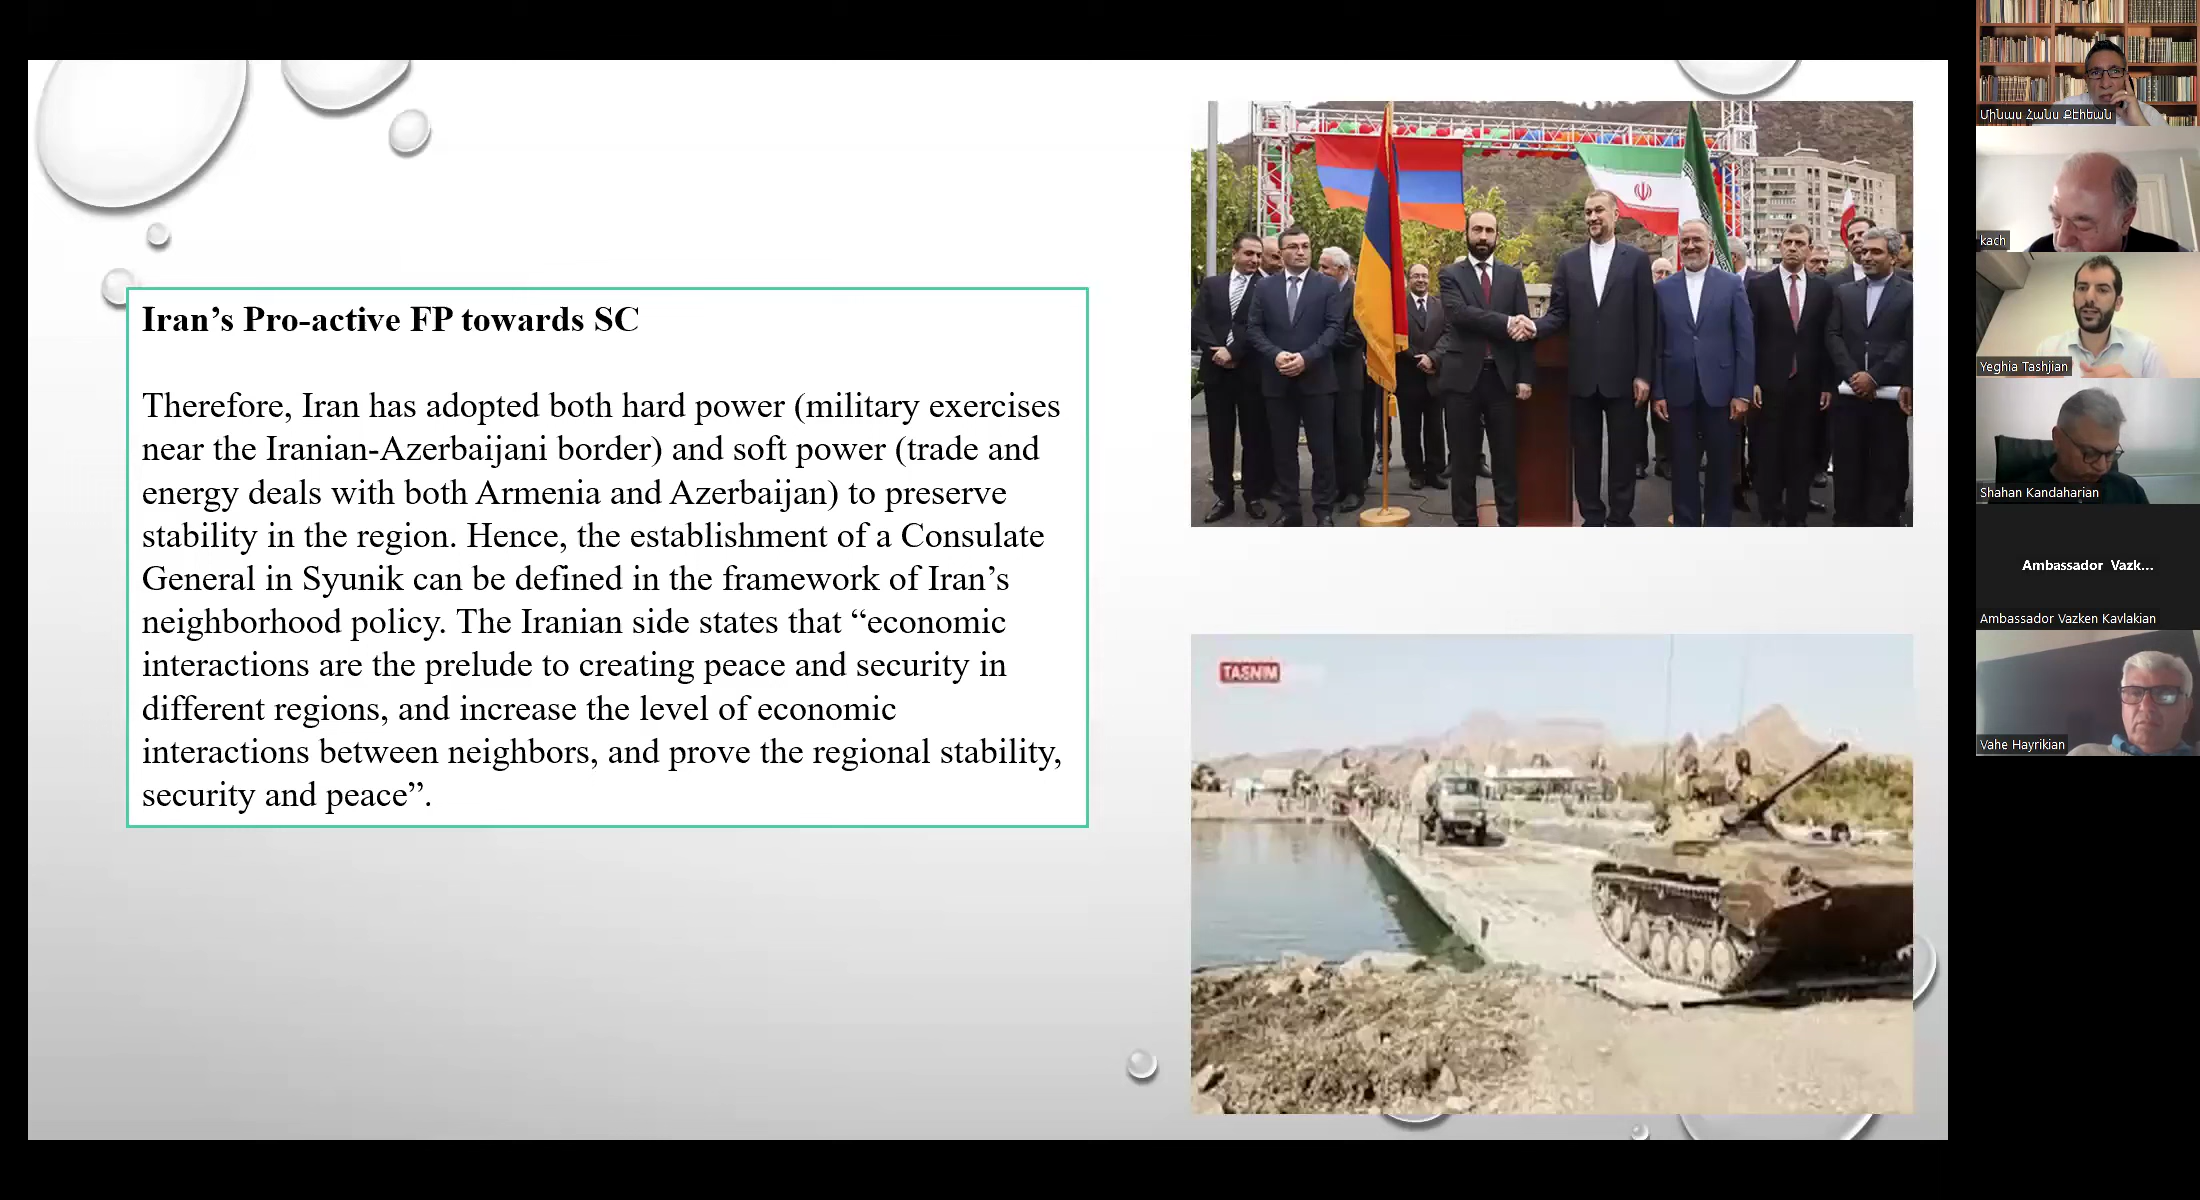 Iran’s Pro-active FP towards SC
Therefore, Iran has adopted both hard power (military exercises
near the Iranian-Azerbaijani border) and soft power (trade and
energy deals with both Armenia and Azerbaijan) to preserve
stability in the region. Hence, the establishment of a Consulate
General in Syunik can be defined in the framework of Iran’s
neighborhood policy. The Iranian side states that “economic
interactions are the prelude to creating peace and security in
different regions, and increase the level of economic
interactions between neighbors, and prove the regional stability,
security and peace”.
TASNIM
Մինաս Հանս Քէհեան
kach
Yeghia Tashjian
Shahan Kandaharian
Ambassador Vazk...
Ambassador Vazken Kavlakian
Vahe Hayrikian